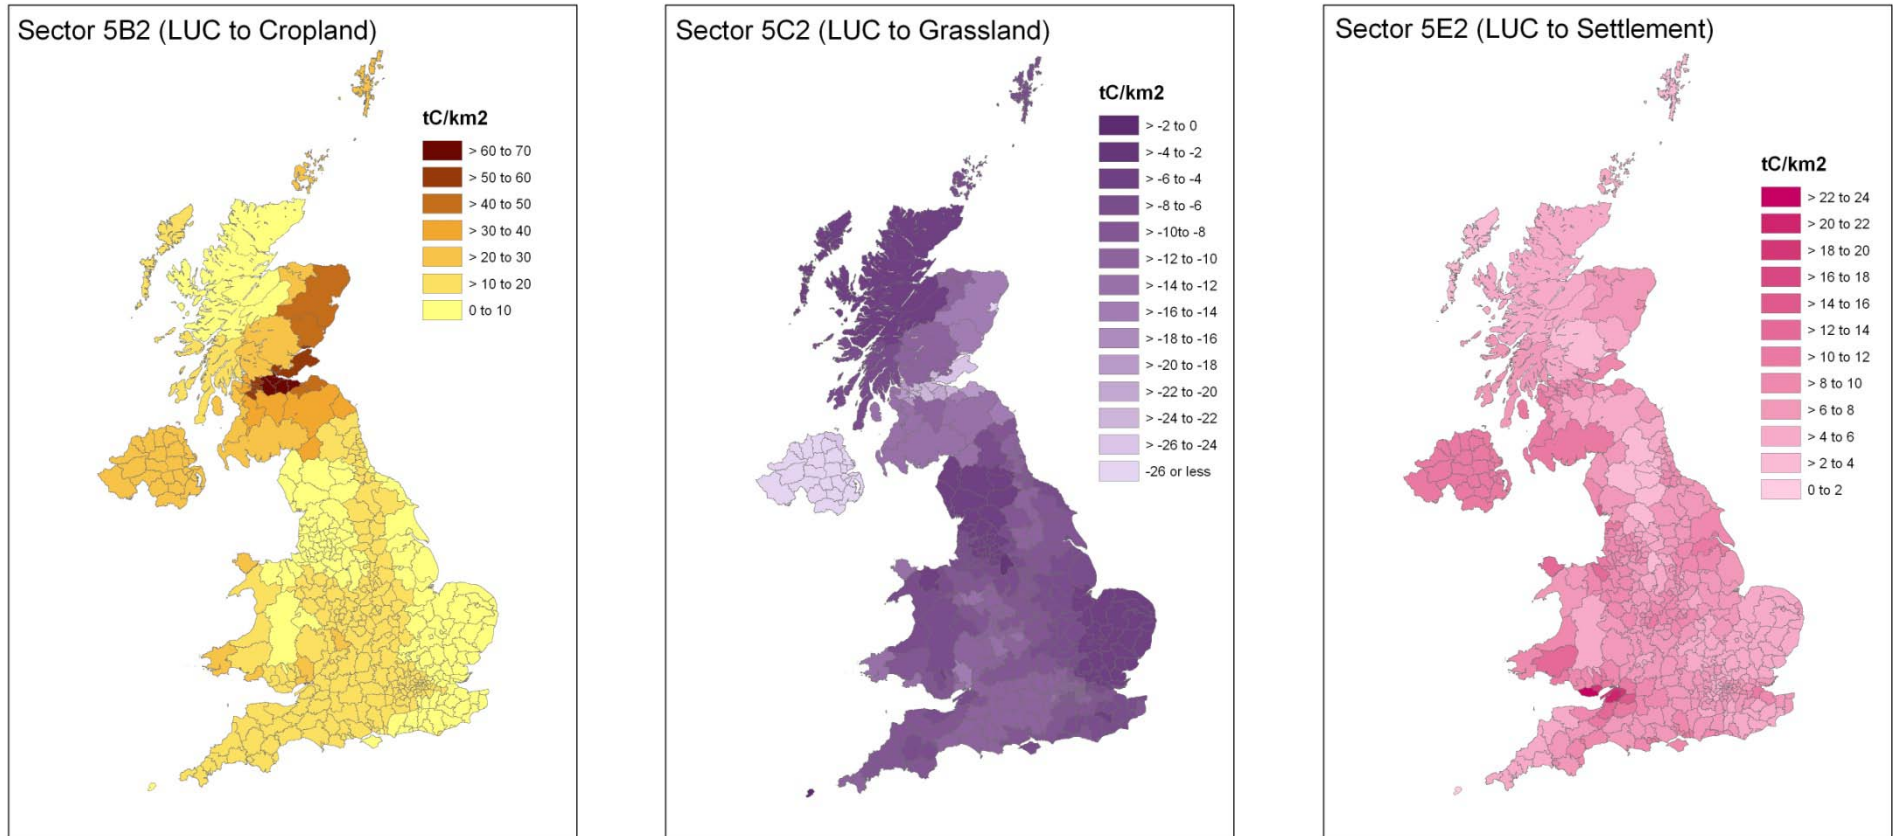 Sector 5B2 (LUC to Cropland)
tC/km2
> 60 to 70
> 50 to 60
> 40 to 50
> 30 to 40
> 20 to 30
> 10 to 20
0 to 10
Sector 5C2 (LUC to Grassland)
tC/km2
> -2 to 0
> -4 to -2
> -6 to -4
> -8 to -6
> -10to -8
> -12 to -10
> -14 to -12
> -16 to -14
> -18 to -16
> -20 to -18
> -22 to -20
> -24 to -22
> -26 to -24
-26 or less
Sector 5E2 (LUC to Settlement)
tC/km2
> 22 to 24
> 20 to 22
> 18 to 20
> 16 to 18
> 14 to 16
> 12 to 14
> 10 to 12
> 8 to 10
> 6 to 8
> 4 to 6
> 2 to 4
0 to 2